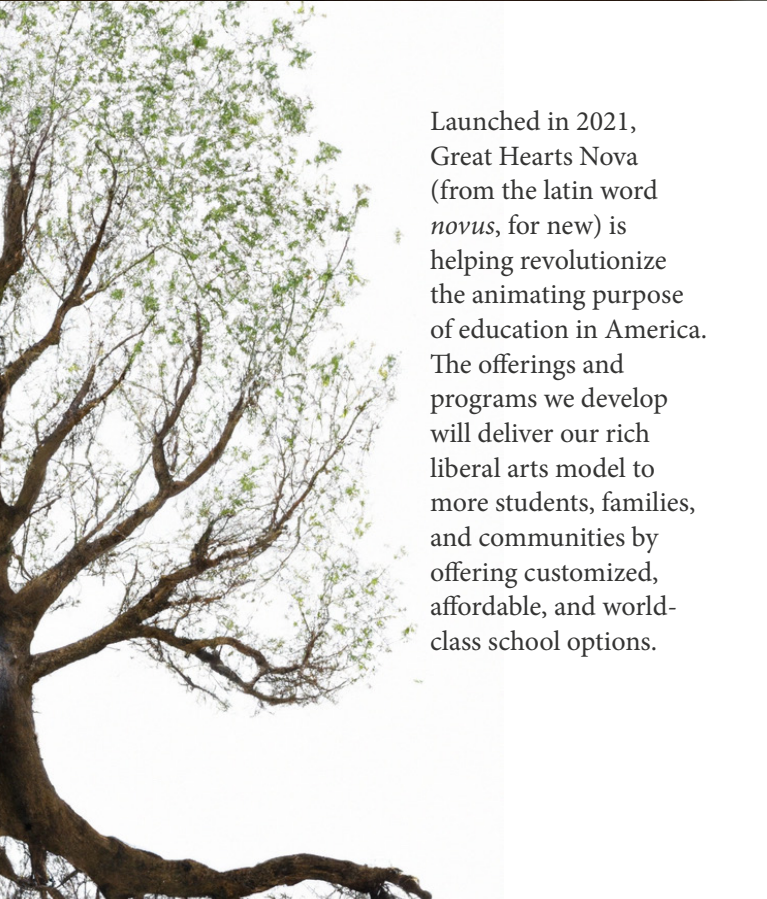 Launched in 2021,
Great Hearts Nova
(from the latin word
novus, for new) is
helping revolutionize
the animating purpose
of education in America.
The offerings and
programs we develop
will deliver our rich
liberal arts model to
more students, families,
and communities by
offering customized,
affordable, and world-
class school options.